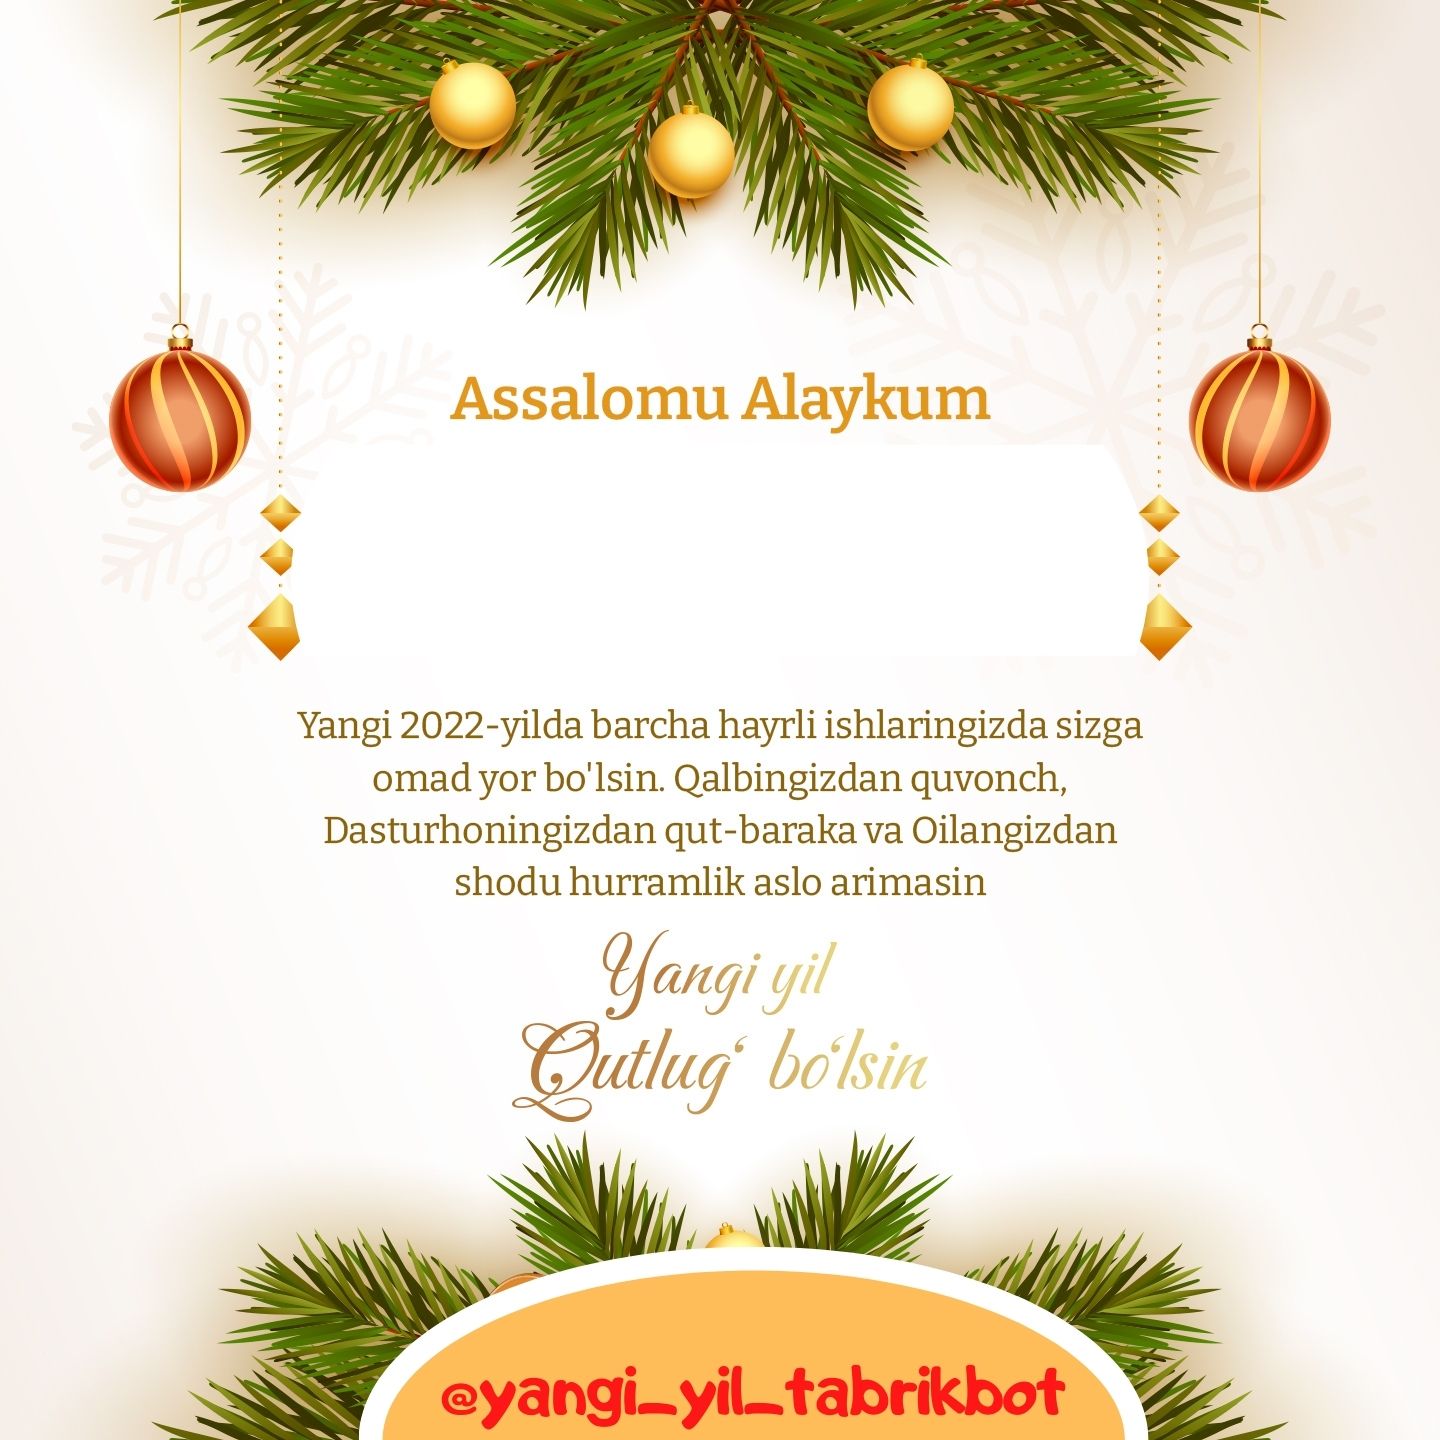 Assalomu Alaykum
Yangi 2022-yilda barcha hayrli ishlaringizda sizga
omad yor bo'lsin. Qalbingizdan quvonch,
Dasturhoningizdan qut-baraka va Oilangizdan
shodu hurramlik aslo arimasin
Yangi yil
Qutlug‘ bo‘lsin
@yangi_yil_tabrikbot